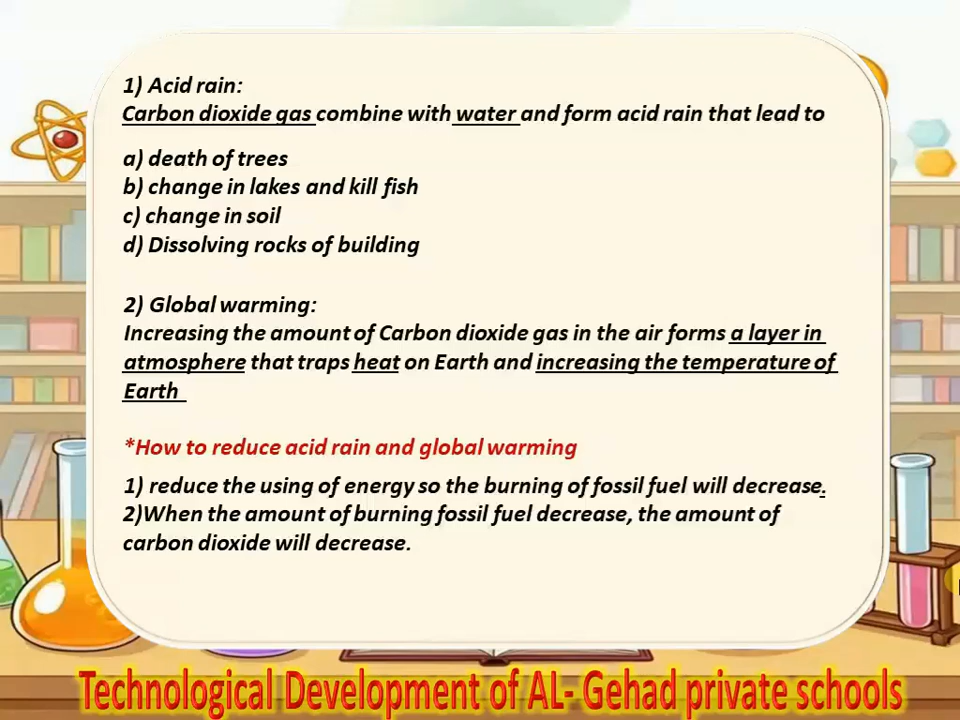 1) Acid rain:
Carbon dioxide gas combine with water and form acid rain that lead to
a) death of trees
b) change in lakes and kill fish
c) change in soil
d) Dissolving rocks of building
2) Global warming:
Increasing the amount of Carbon dioxide gas in the air forms a layer in
atmosphere that traps heat on Earth and increasing the temperature of
Earth
*How to reduce acid rain and global warming
1) reduce the using of energy so the burning of fossil fuel will decrease.
2)When the amount of burning fossil fuel decrease, the amount of
carbon dioxide will decrease.
Technological Development of AL- Gehad private schools